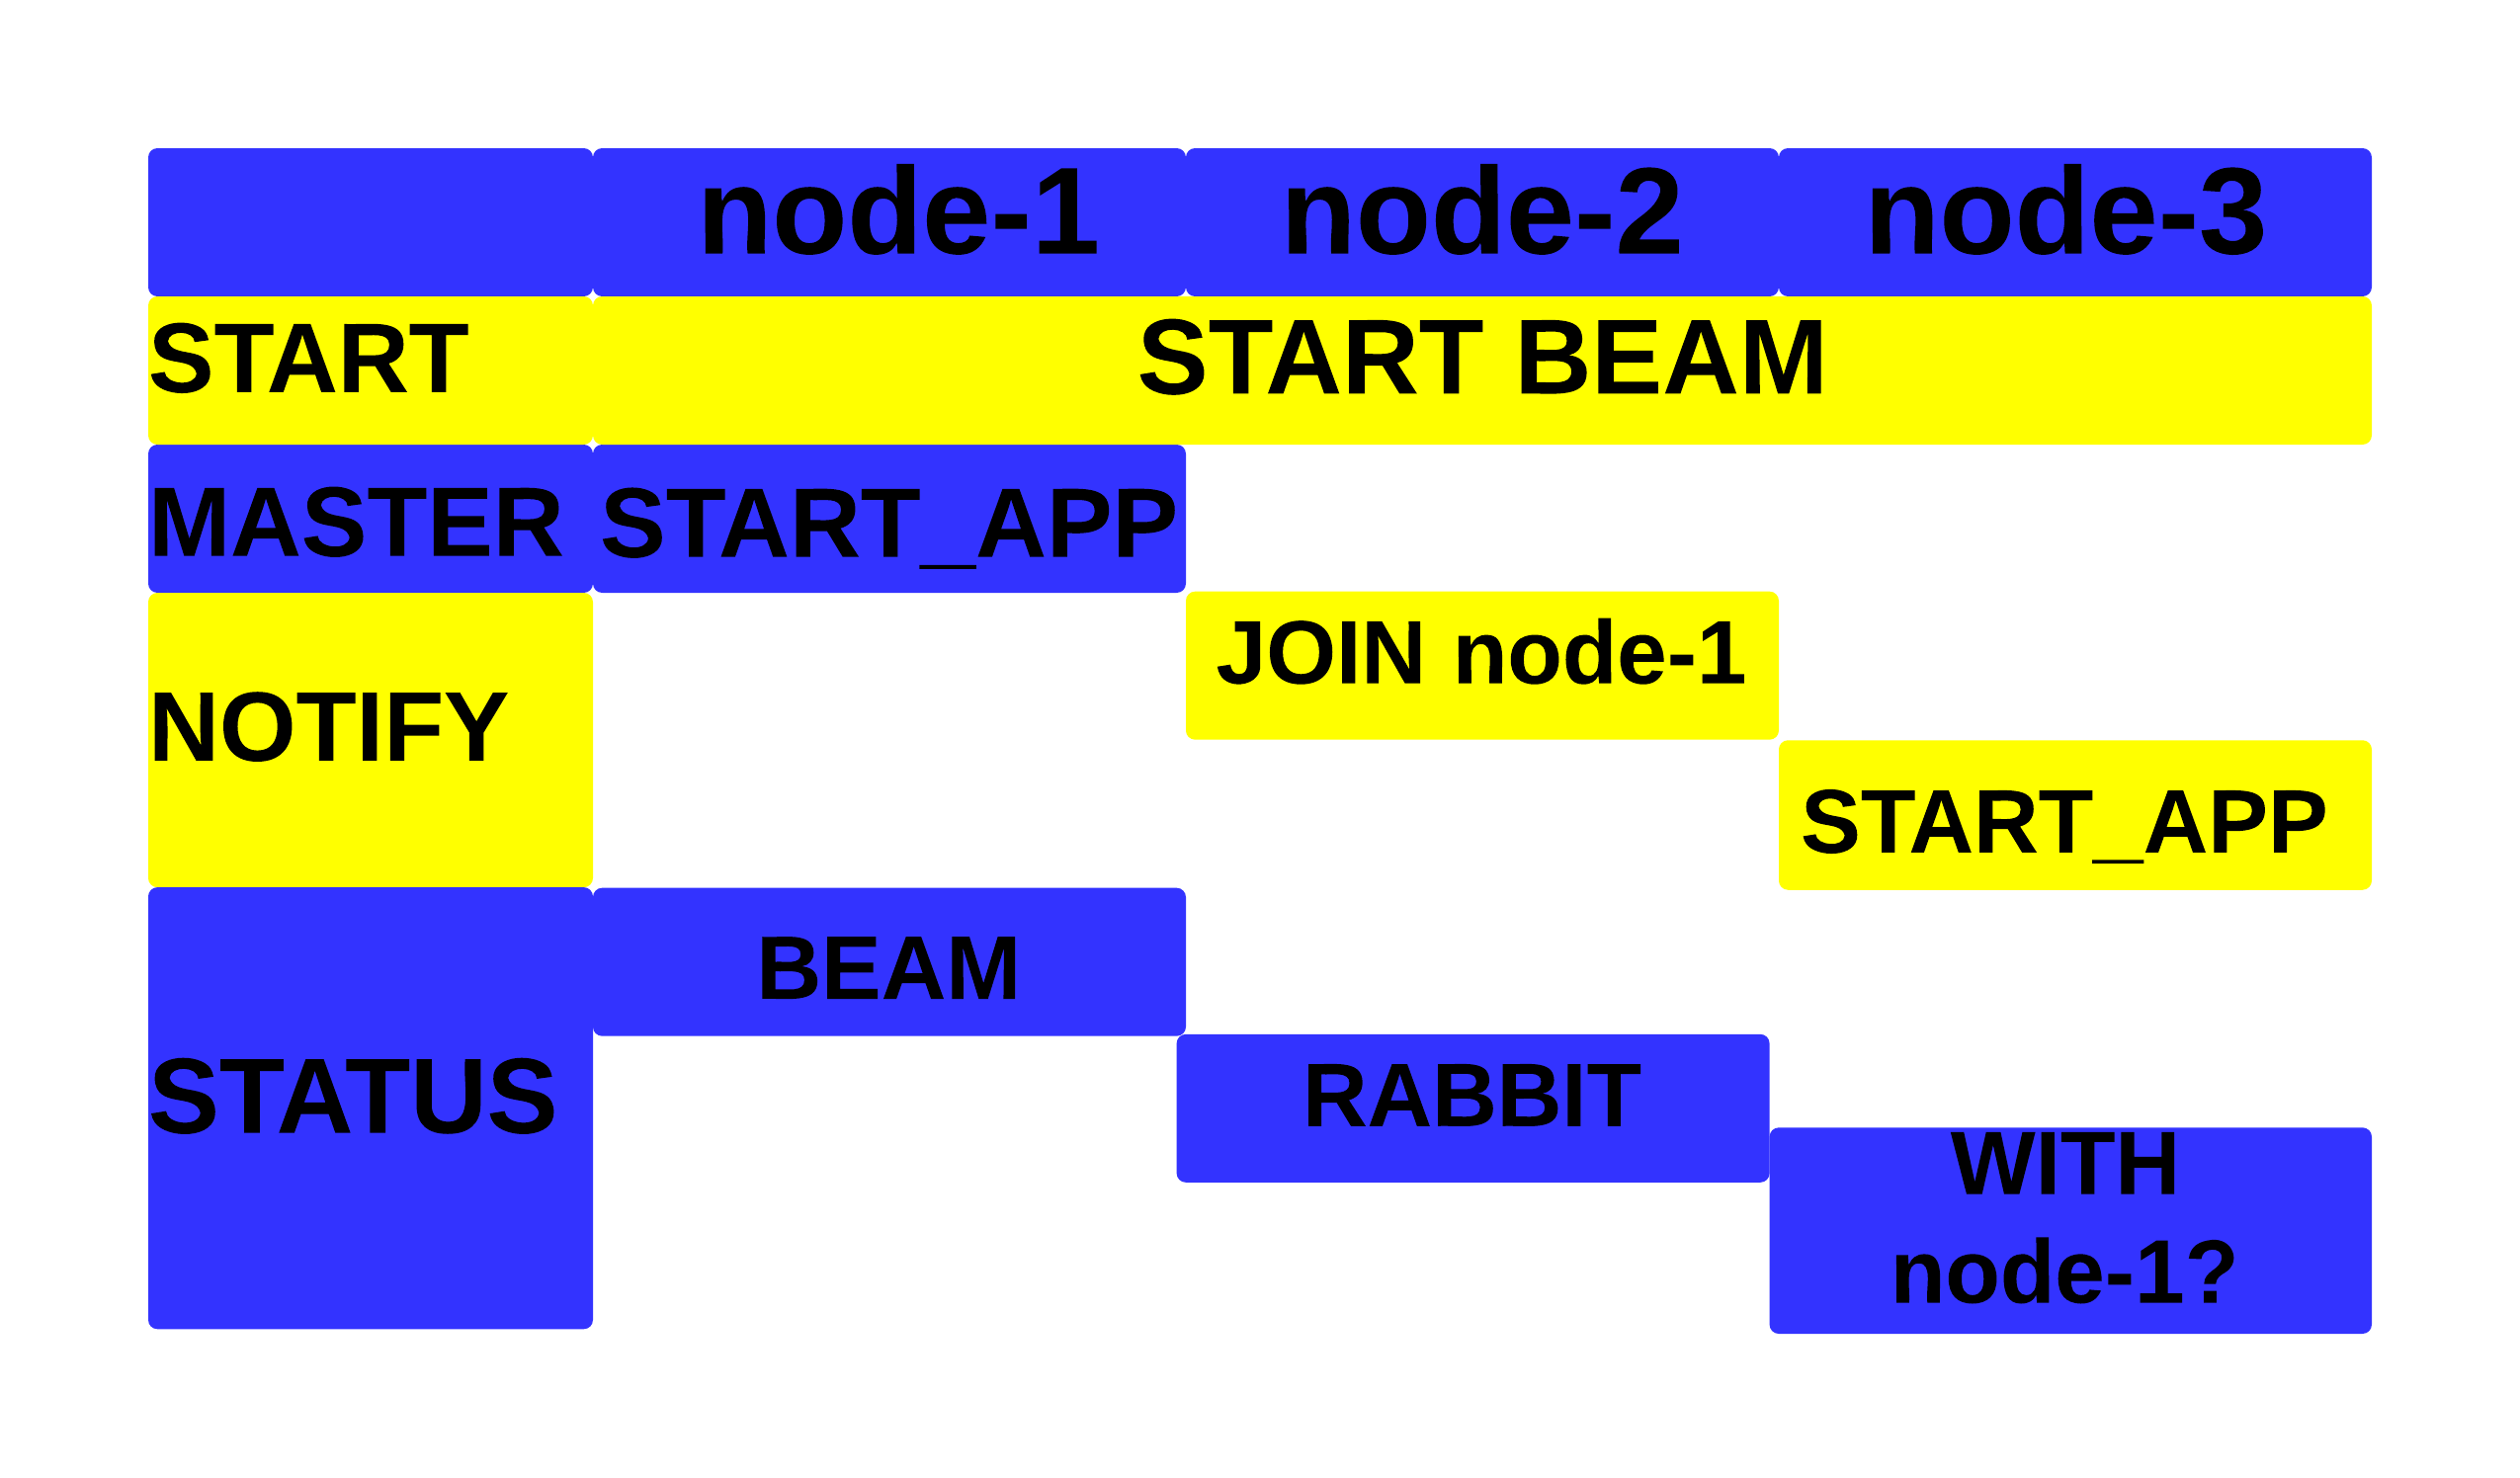 node-1 node-2 node-3
START START BEAM
MASTER START_APP
JOIN node-1
NOTIFY
START_APP
BEAM
STATUS RABBIT
WITH
node-1?